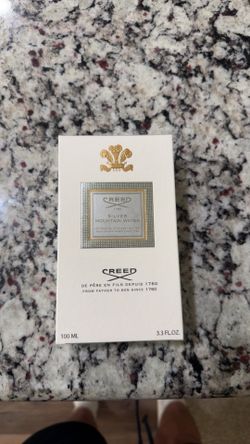 CREED
SILVER
MOUNTAIN WATER
CREED
DE PÈRE EN FILS DEPUIS 1760
FROM FATHER TO SON SINCE 1760
100 ML 3.3 FL.OZ.